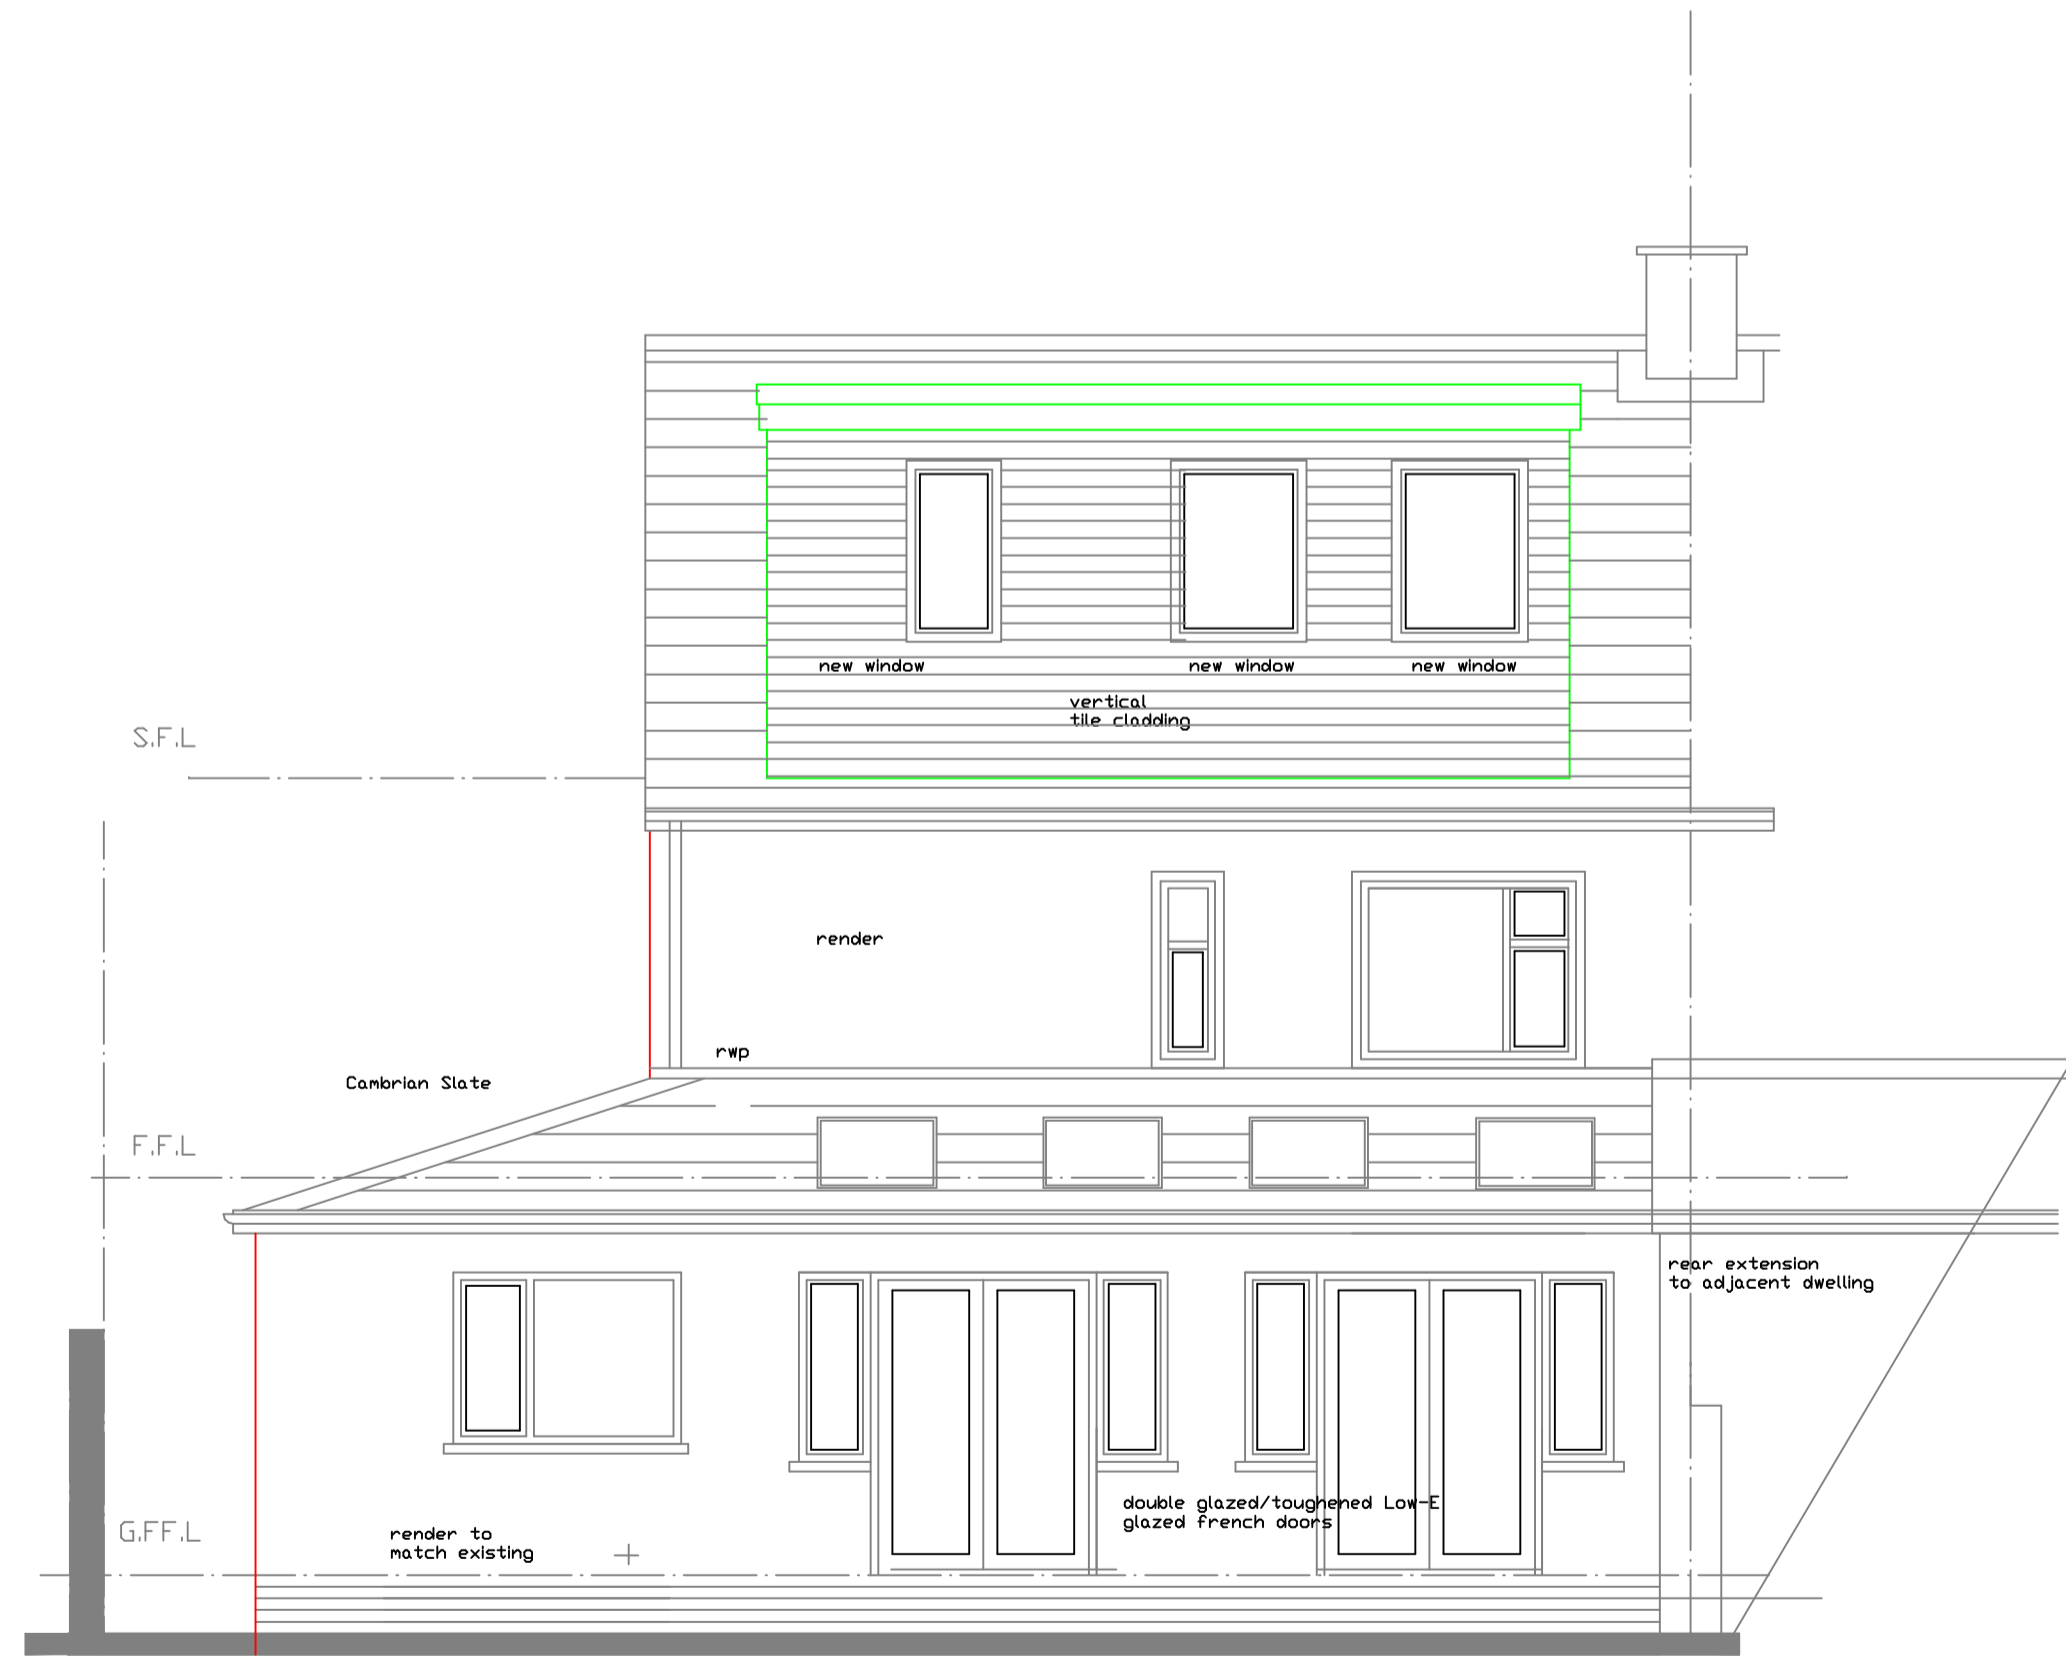 new window
new window
new window
vertical
tile cladding
S.F.L
render
rwp
Cambrian Slate
F.F.L
rear extension
to adjacent dwelling
double glazed/toughened Low-E
glazed french doors
G.FF.L
render to
match existing